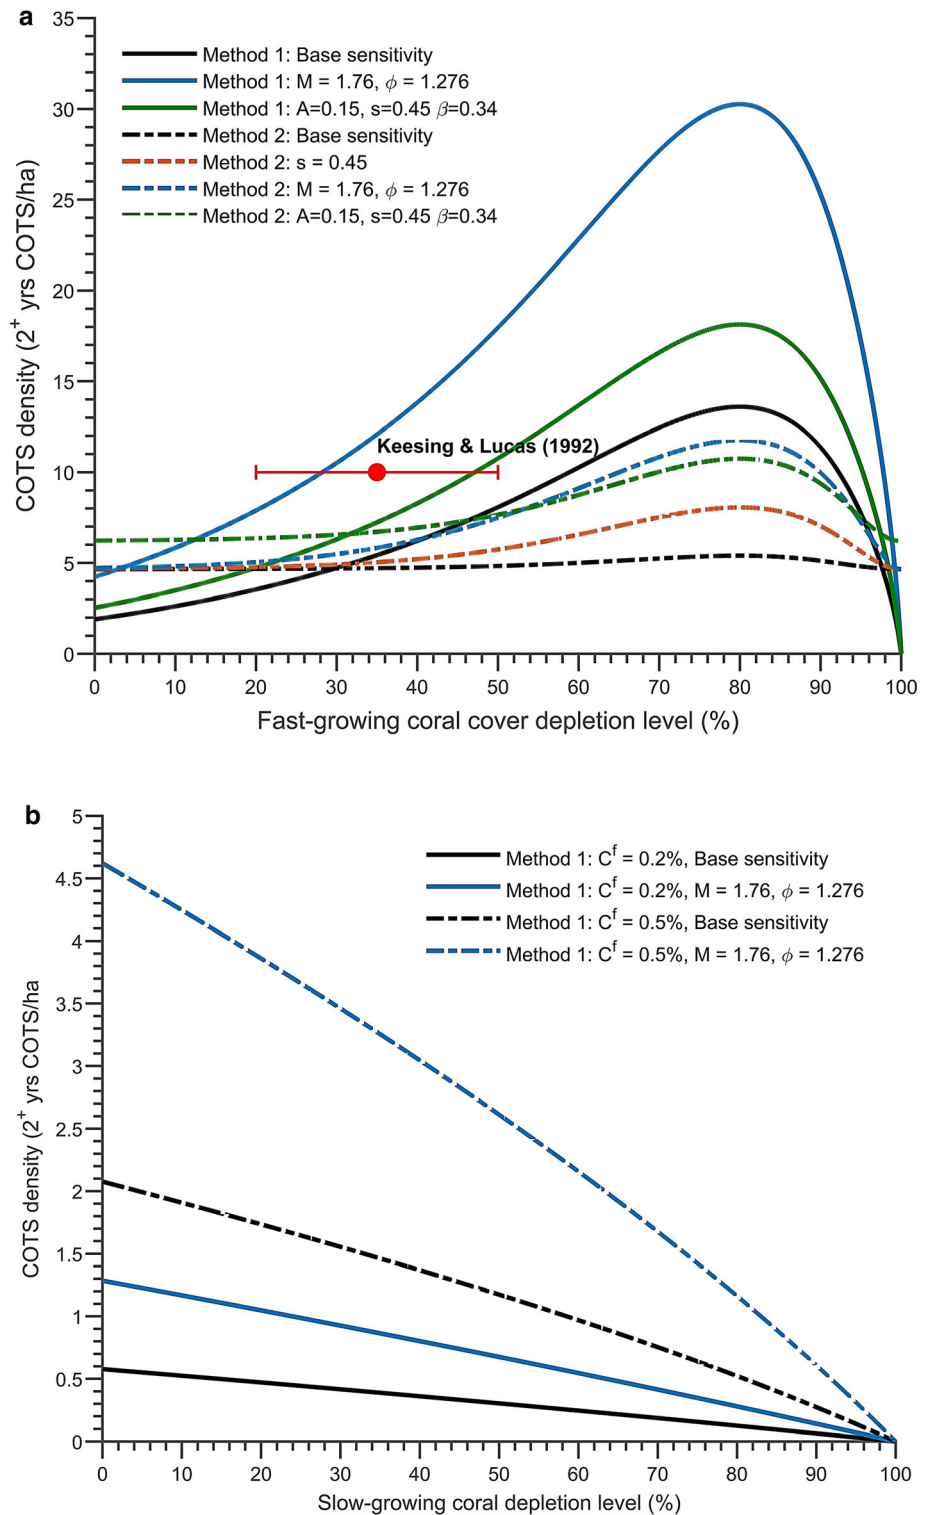 a
35
30
25
20
15
10
5
0
COTS density (2+ yrs COTS/ha)
Method 1: Base sensitivity
Method 1: M = 1.76, ϕ = 1.276
Method 1: A=0.15, s=0.45 β=0.34
Method 2: Base sensitivity
Method 2: s = 0.45
Method 2: M = 1.76, ϕ = 1.276
Method 2: A=0.15, s=0.45 β=0.34
Keesing & Lucas (1992)
0 10 20 30 40 50 60 70 80 90 100
Fast-growing coral cover depletion level (%)
b
5
4.5
4
3.5
3
2.5
2
1.5
1
0.5
0
COTS density (2+ yrs COTS/ha
Method 1: Cf = 0.2%, Base sensitivity
Method 1: Cf = 0.2%, M = 1.76, ϕ = 1.276
Method 1: Cf = 0.5%, Base sensitivity
Method 1: Cf = 0.5%, M = 1.76, ϕ = 1.276
0 10 20 30 40 50 60 70 80 90 100
Slow-growing coral depletion level (%)